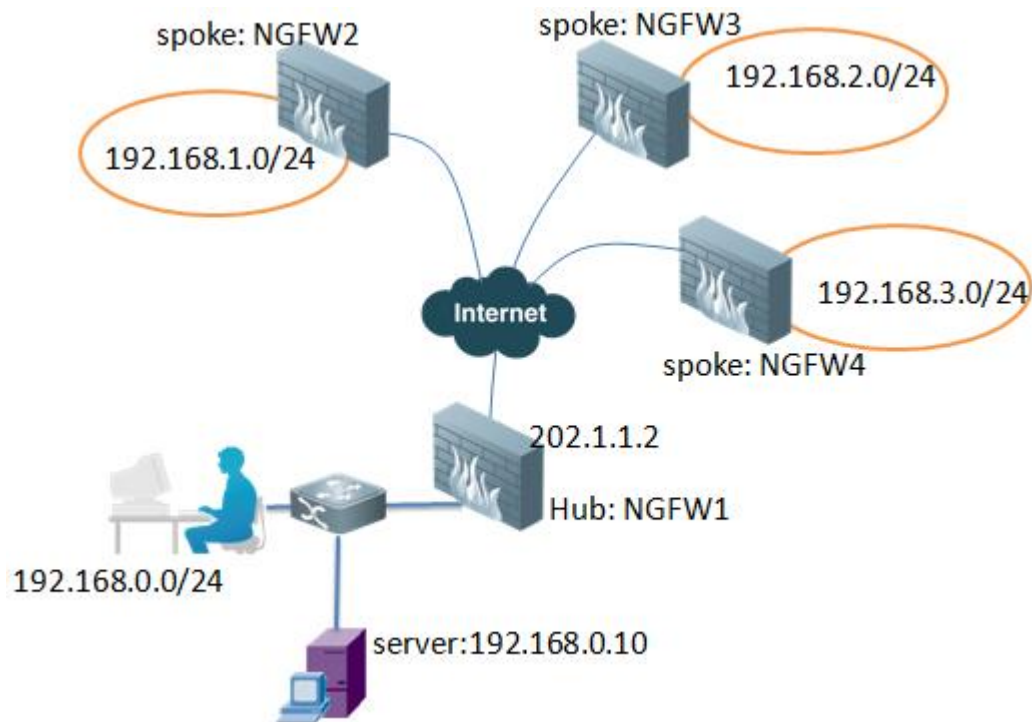 spoke: NGFW2
spoke: NGFW3
192.168.2.0/24
192.168.1.0/24
192.168.3.0/24
Internet
spoke: NGFW4
202.1.1.2
Hub: NGFW1
192.168.0.0/24
server:192.168.0.10